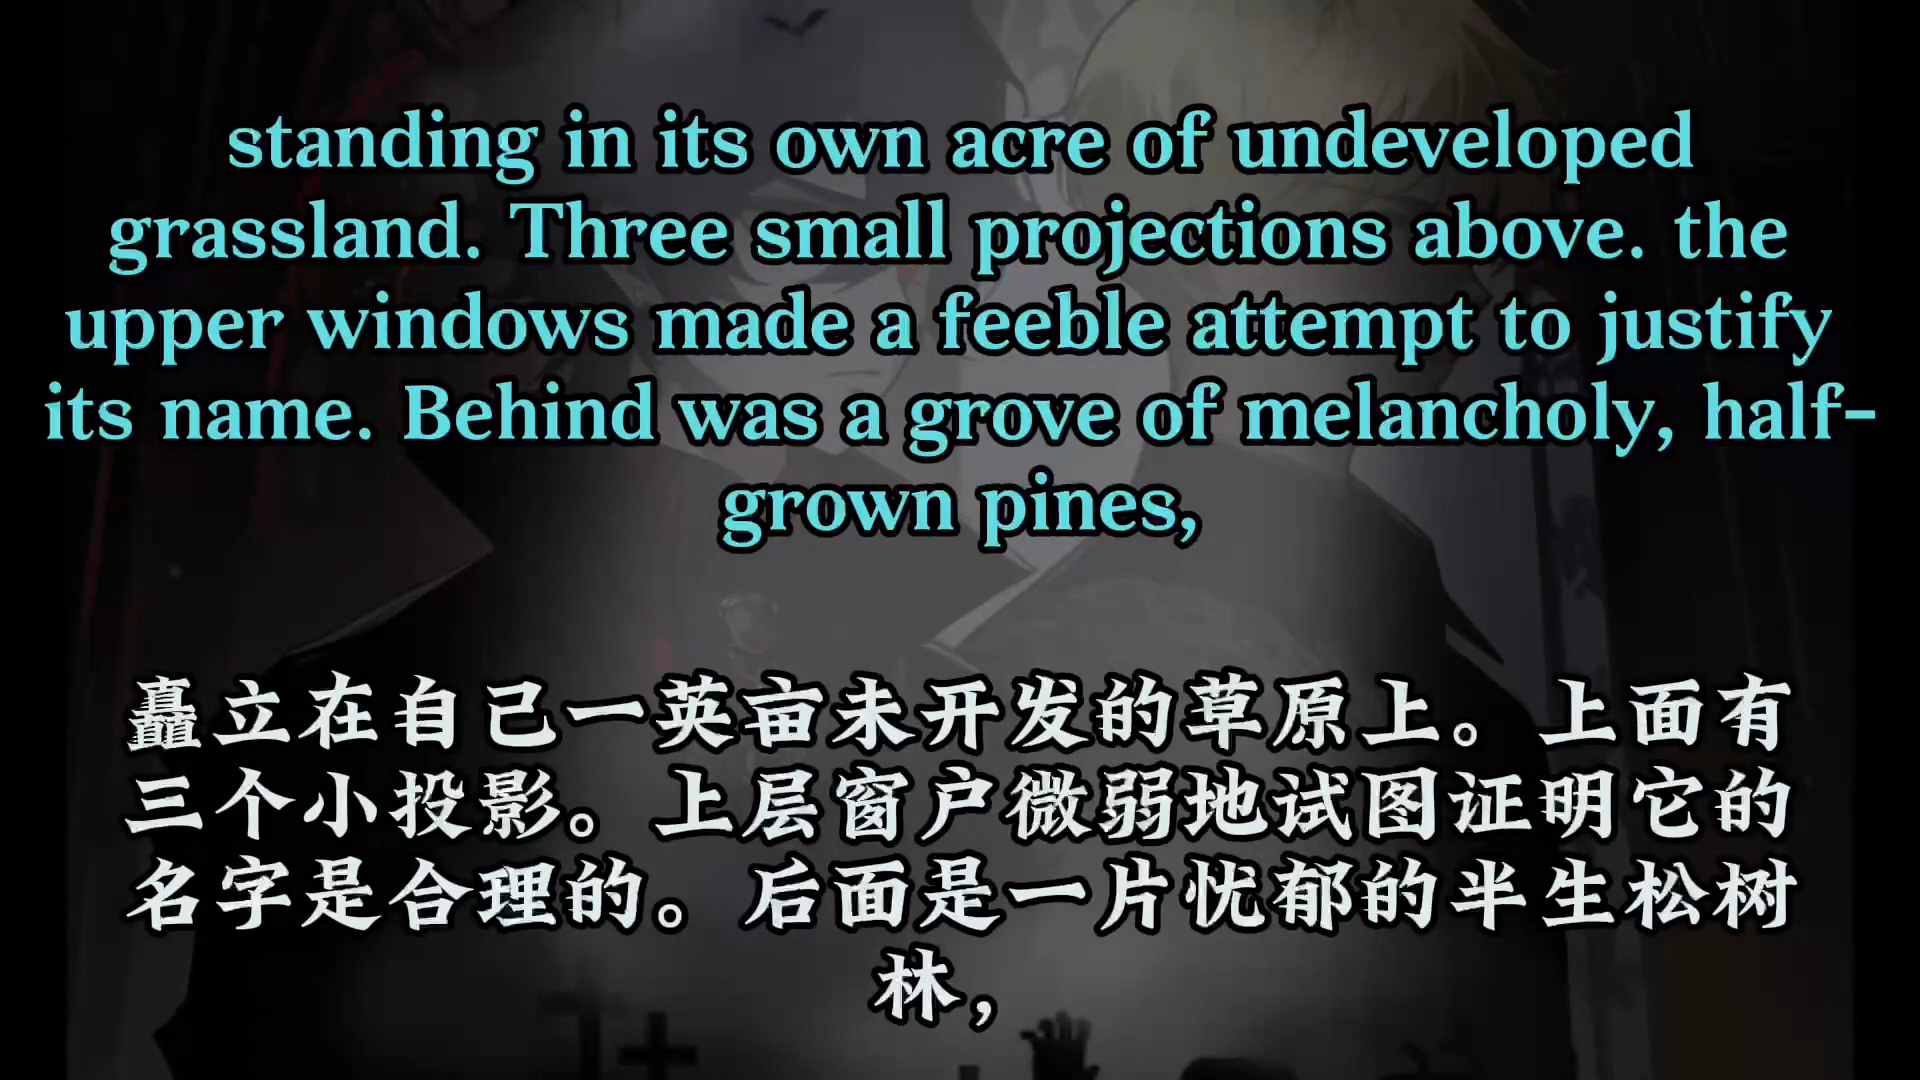 standing in its own acre of undeveloped
grassland. Three small projections above. the
upper windows made a feeble attempt to justify
its name. Behind was a grove of melancholy, half-
grown pines,
矗立在自己一英亩未开发的草原上。上面有
三个小投影。上层窗户微弱地试图证明它的
名字是合理的。后面是一片忧郁的半生松树
林，